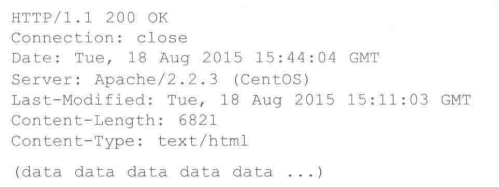 HTTP/1.1 200 OK
Connection: close
Date: Tue, 18 Aug 2015 15:44:04 GMT
Server: Apache/2.2.3 (CentOS)
Last-Modified: Tue, 18 Aug 2015 15:11:03 GMT
Content-Length: 6821
Content-Type: text/html
(data data data data data ...)